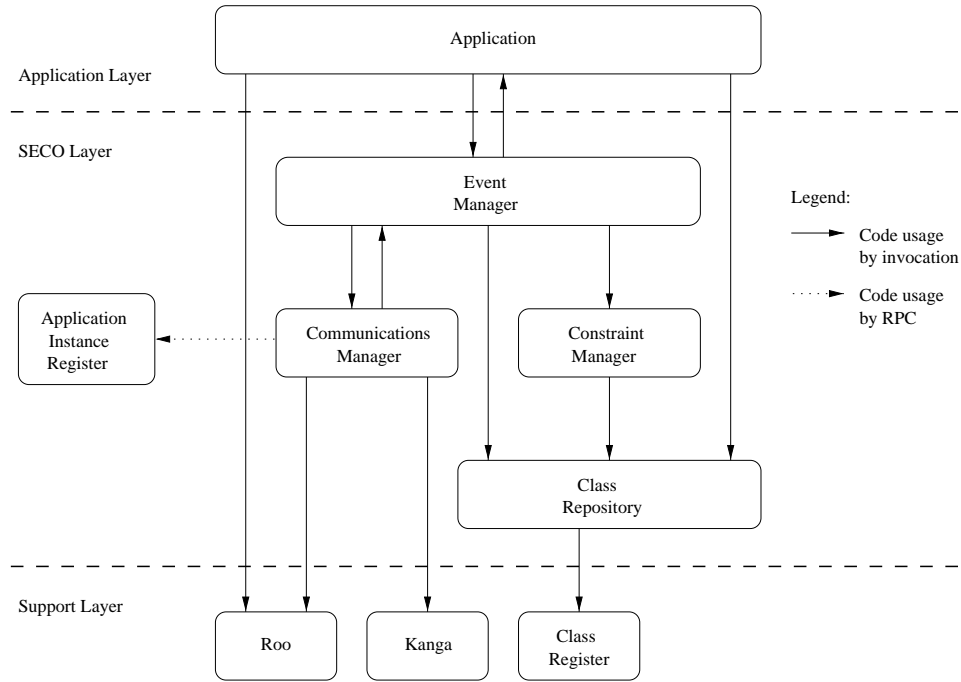 Application
Application Layer
SECO Layer
Event
Manager
Legend:
Code usage
by invocation
Code usage
by RPC
Application
Instance
Register
Communications
Manager
Constraint
Manager
Class
Repository
Support Layer
Roo
Kanga
Class
Register